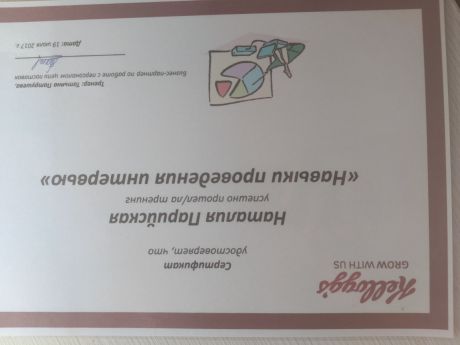 Kellogg's
GROW WITH US
Сертификат
удостоверяет, что
Наталия Парийская
успешно прошел/ла тренинг
«Навыки проведения интервью»
Тренер: Татьяна Патрушева,
бизнес-партнер по работе с персоналом цепи поставок
Дата: 19 июля 2017 г.